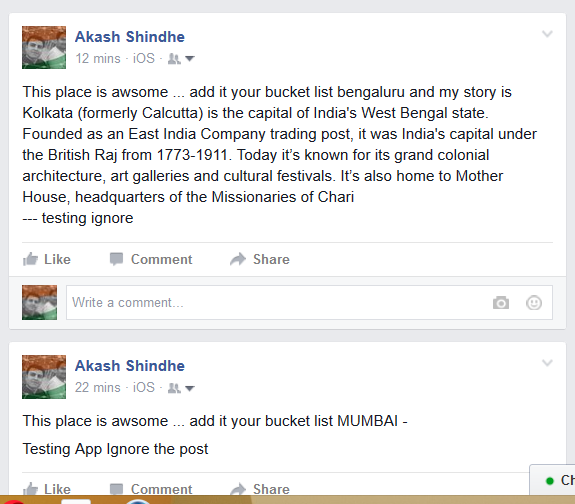 Akash Shindhe
12 mins · iOS ·
This place is awsome ... add it your bucket list bengaluru and my story is
Kolkata (formerly Calcutta) is the capital of India's West Bengal state.
Founded as an East India Company trading post, it was India's capital under
the British Raj from 1773-1911. Today it’s known for its grand colonial
architecture, art galleries and cultural festivals. It’s also home to Mother
House, headquarters of the Missionaries of Chari
--- testing ignore
Like Comment Share
Write a comment...
Akash Shindhe
22 mins · iOS ·
This place is awsome ... add it your bucket list MUMBAI -
Testing App Ignore the post
Like Comment Share